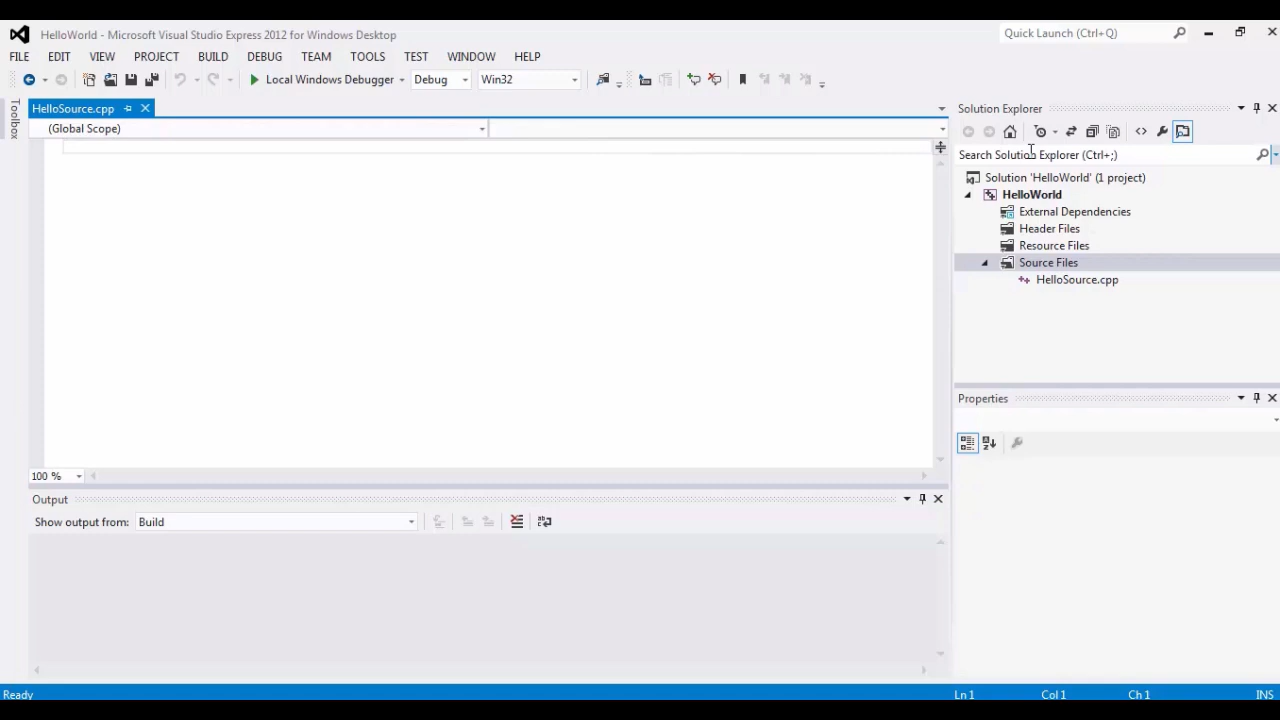 HelloWorld - Microsoft Visual Studio Express 2012 for Windows Desktop
Quick Launch (Ctrl+Q)
FILE EDIT VIEW PROJECT BUILD DEBUG TEAM TOOLS TEST WINDOW HELP
Local Windows Debugger Debug Win32
Toolbox
HelloSource.cpp
(Global Scope)
100 %
Output
Show output from: Build
Solution Explorer
Search Solution Explorer (Ctrl+;)
Solution 'HelloWorld' (1 project)
HelloWorld
External Dependencies
Header Files
Resource Files
Source Files
HelloSource.cpp
Properties
Ready Ln 1 Col 1 Ch 1 INS